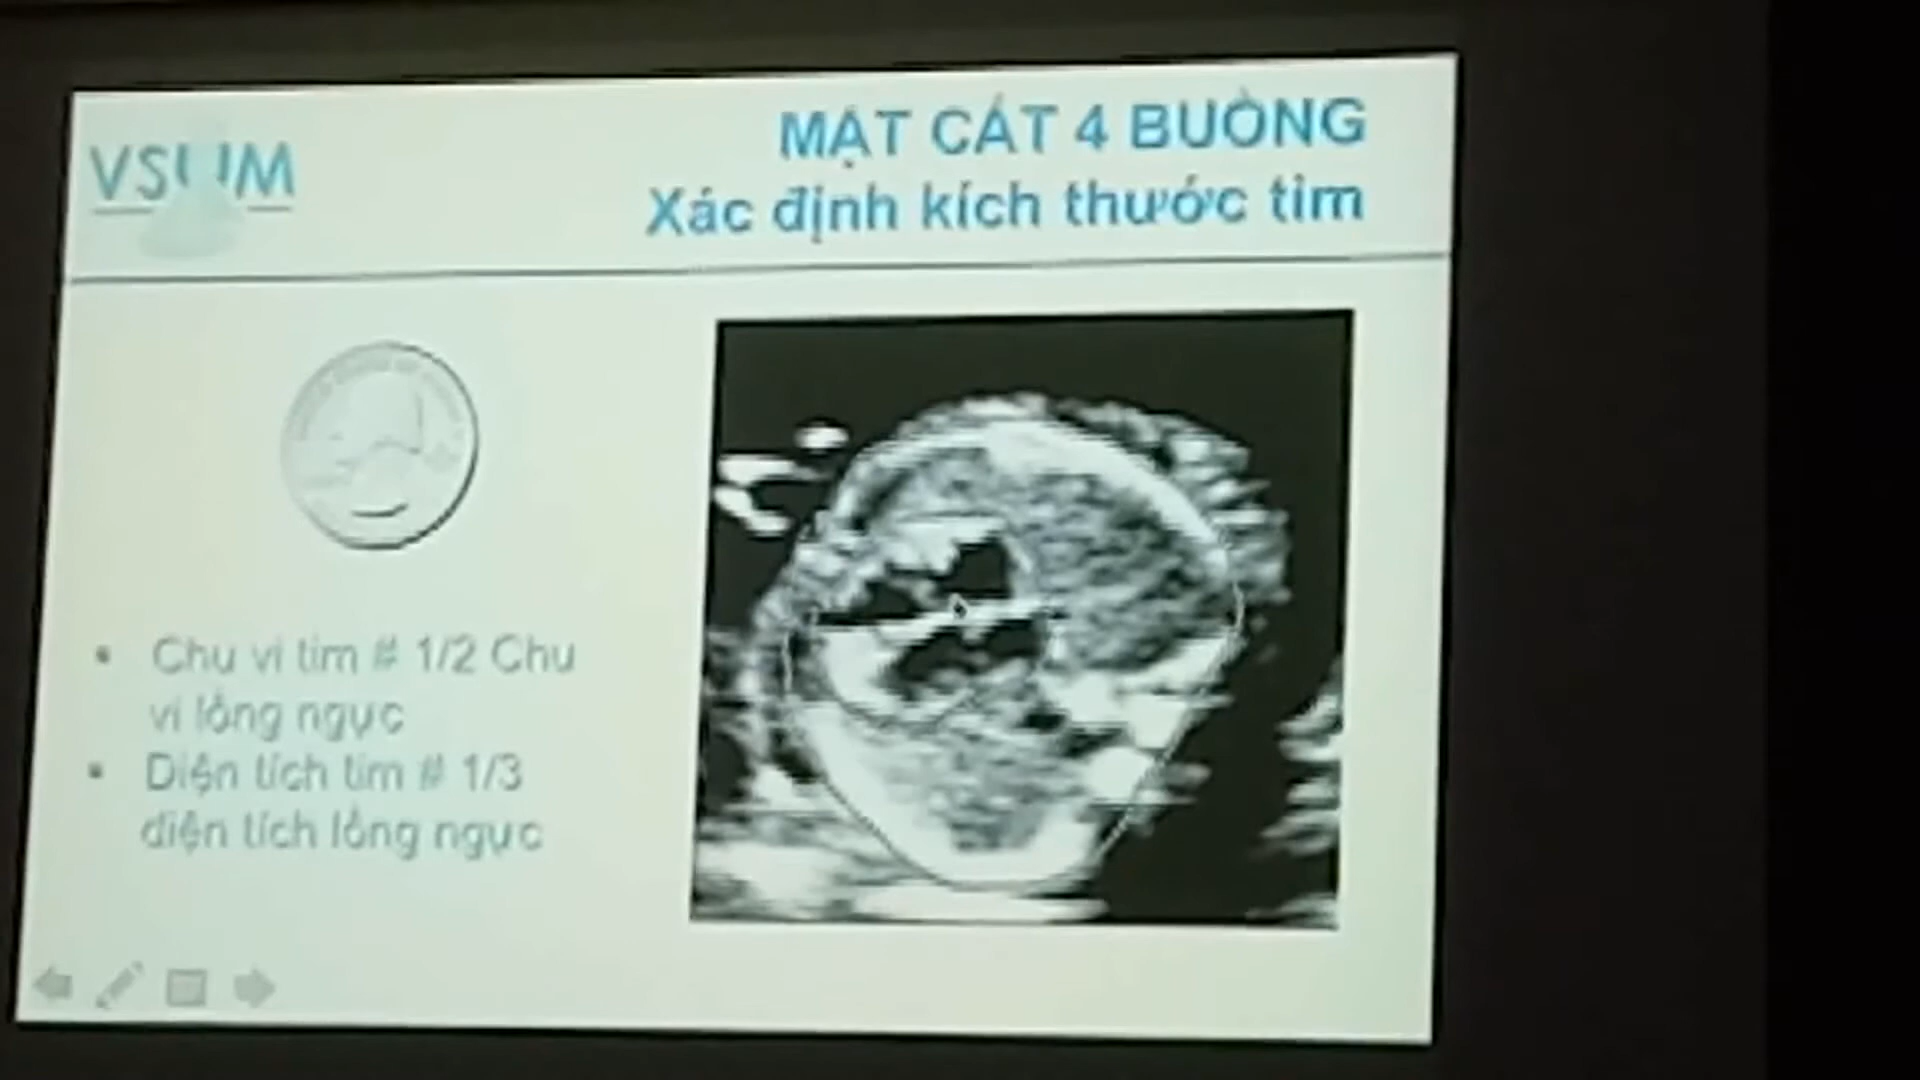 VSUM
MẶT CẮT 4 BUỒNG
Xác định kích thước tim
• Chu vi tim # 1/2 Chu
vi lồng ngực
• Diện tích tim # 1/3
diện tích lồng ngực